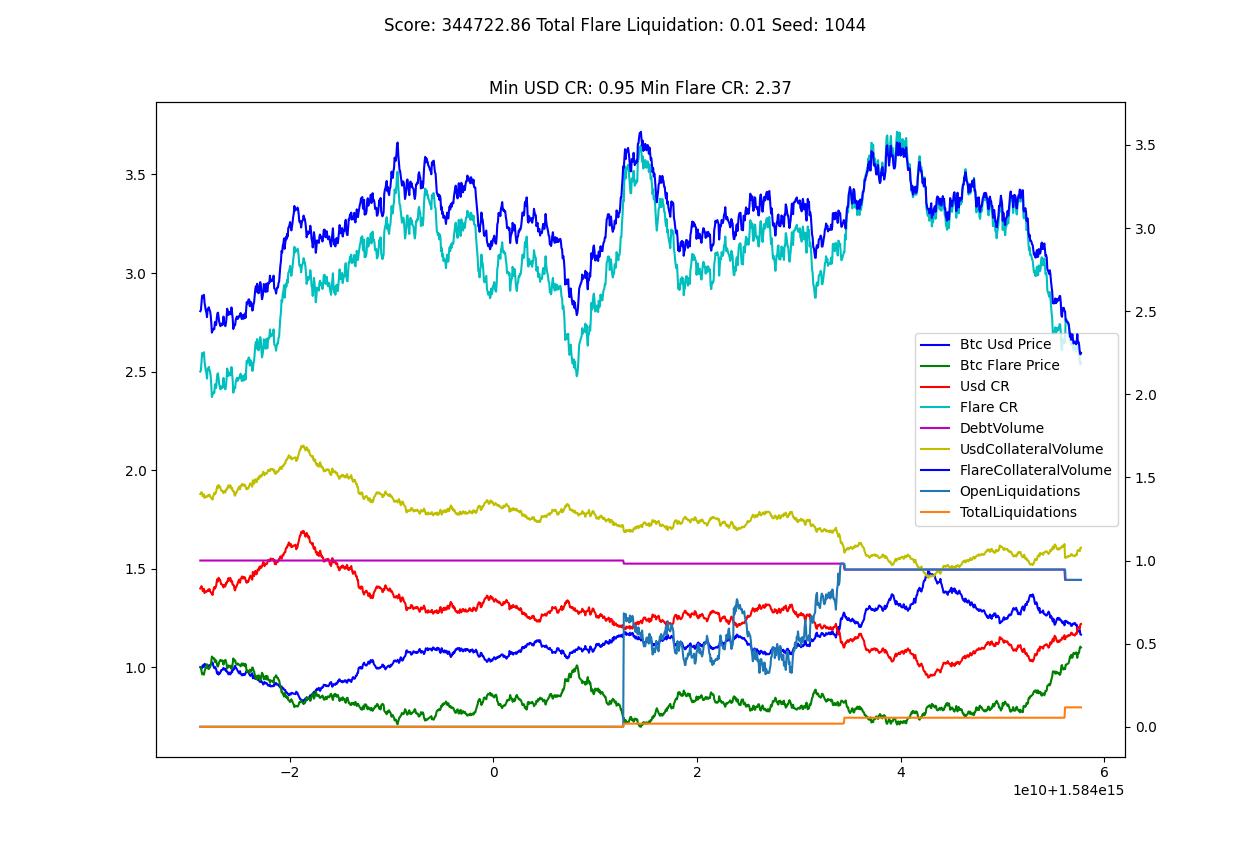 Score: 344722.86 Total Flare Liquidation: 0.01 Seed: 1044
Min USD CR: 0.95 Min Flare CR: 2.37
3.5
3.0
2.5
2.0
1.5
1.0
3.5
3.0
2.5
2.0
1.5
1.0
0.5
0.0
Btc Usd Price
Btc Flare Price
Usd CR
Flare CR
DebtVolume
UsdCollateralVolume
FlareCollateralVolume
OpenLiquidations
TotalLiquidations
−2 0 2 4 6
1e10+1.584e15